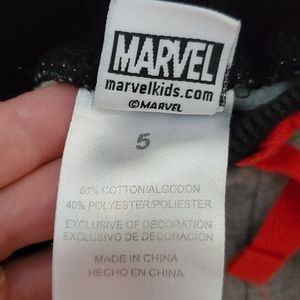 MARVEL
marvelkids.com
©MARVEL
5
60% COTTON/ALGODON
40% POLYESTER/POLIESTER
EXCLUSIVE OF DECORATION
EXCLUSIVO DE DECORACION
MADE IN CHINA
HECHO EN CHINA